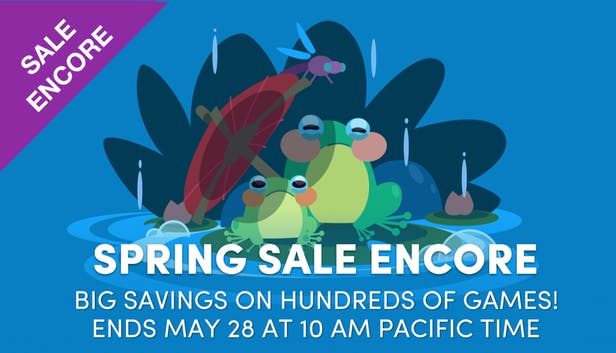 SALE
ENCORE
SPRING SALE ENCORE
BIG SAVINGS ON HUNDREDS OF GAMES!
ENDS MAY 28 AT 10 AM PACIFIC TIME